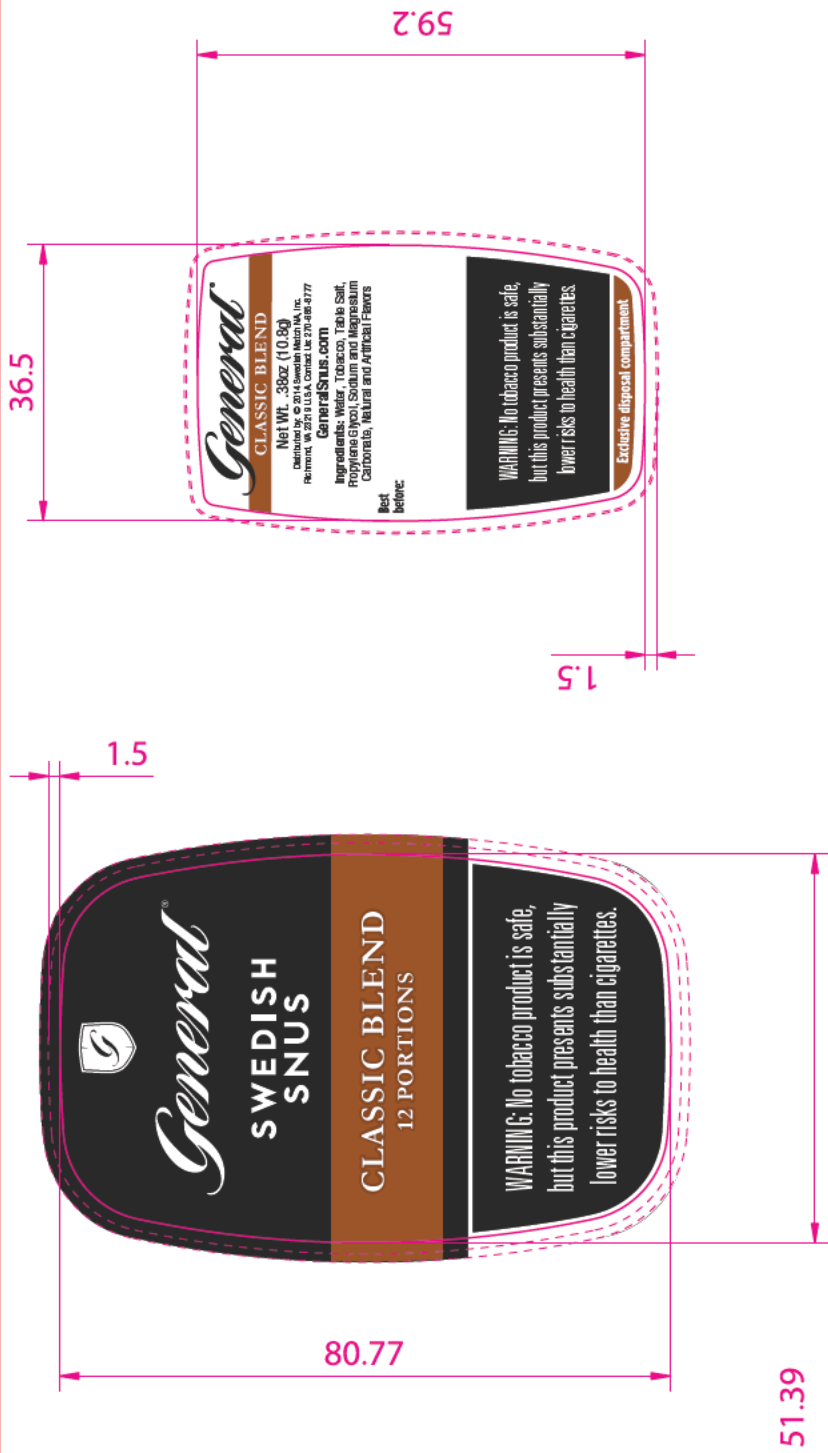 59.2
36.5
General
CLASSIC BLEND
Net Wt. .38oz (10.8g)
Distributed by: © 2014 Swedish Match NA, Inc.
Richmond, VA 23219 U.S.A. Contact Us: 270-685-8777
GeneralSnus.com
Ingredients: Water, Tobacco, Table Salt,
Propylene Glycol, Sodium and Magnesium
Carbonate, Natural and Artificial Flavors
Best
before:
WARNING: No tobacco product is safe,
but this product presents substantially
lower risks to health than cigarettes.
Exclusive disposal compartment
1.5
1.5
G
General®
SWEDISH
SNUS
CLASSIC BLEND
12 PORTIONS
WARNING: No tobacco product is safe,
but this product presents substantially
lower risks to health than cigarettes.
80.77
51.39